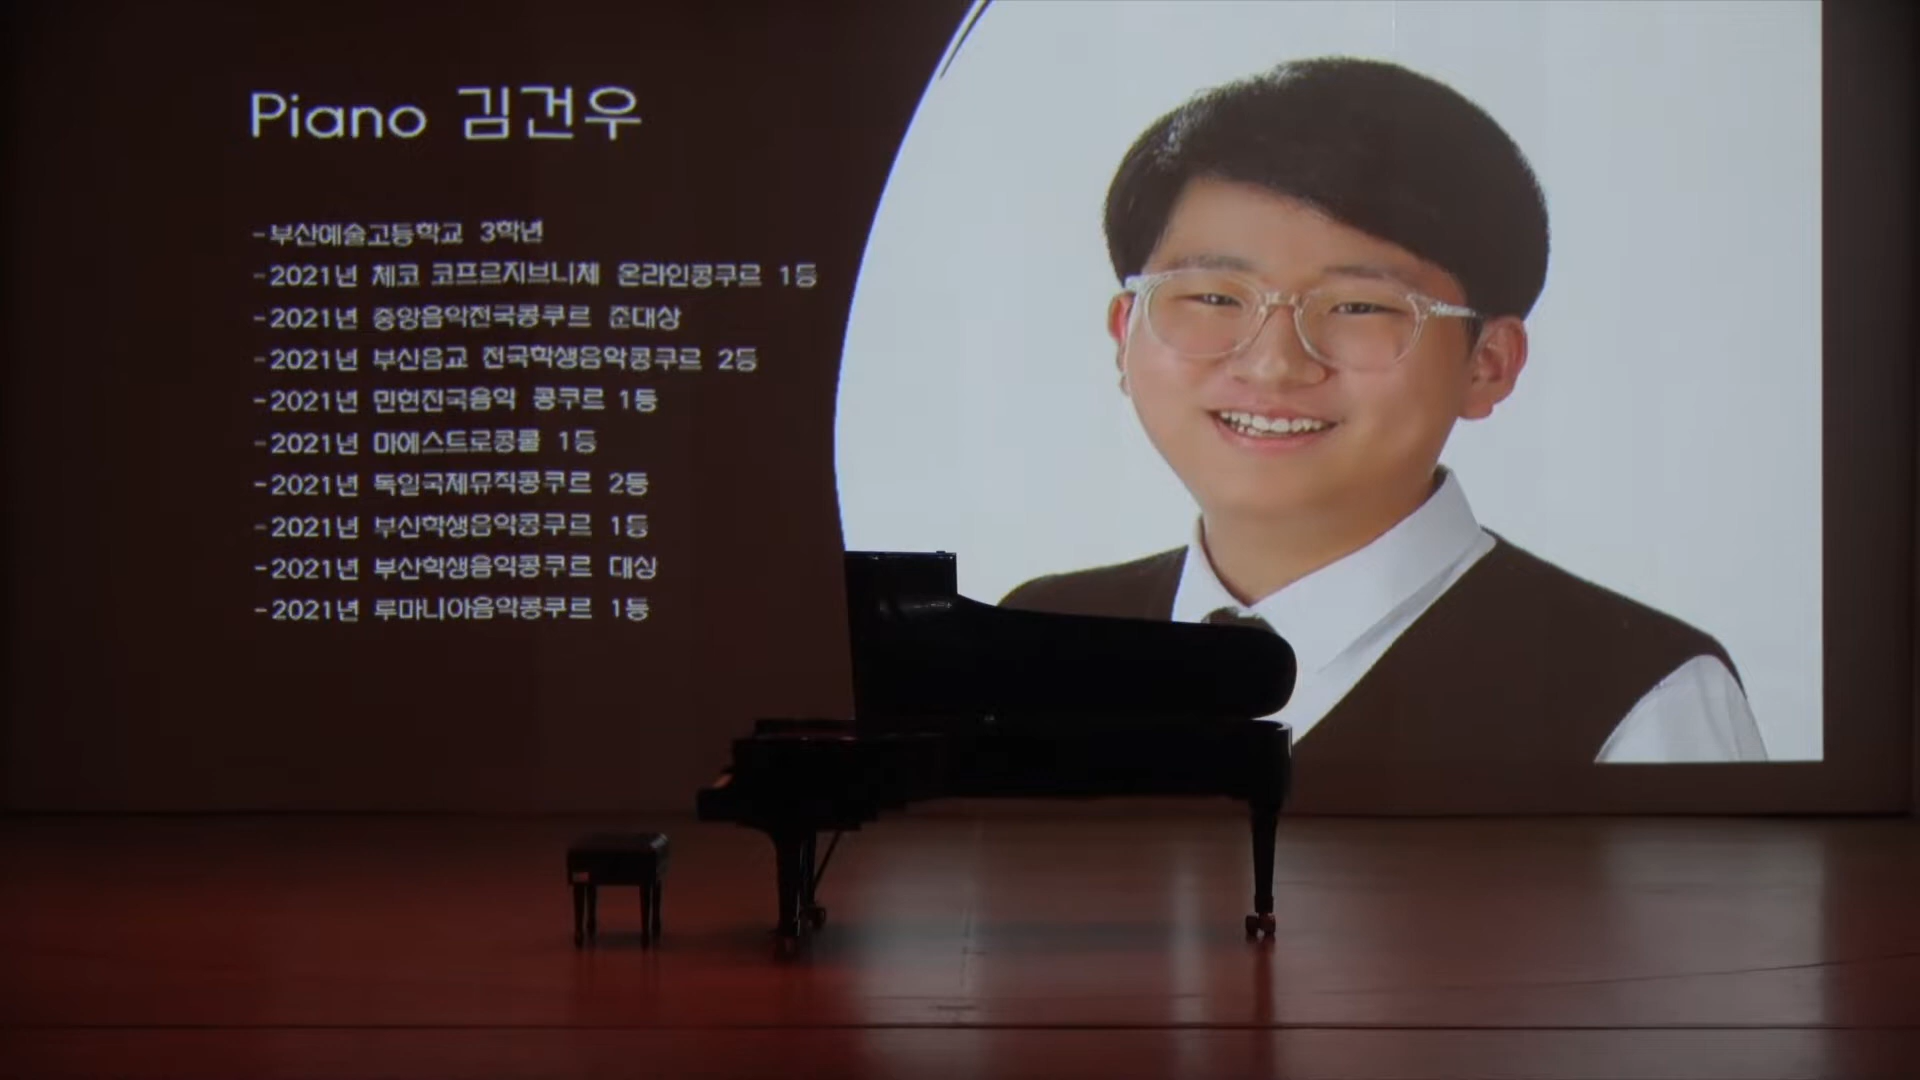 Piano 김건우
-부산예술고등학교 3학년
-2021년 체코 코프르지브니체 온라인콩쿠르 1등
-2021년 중앙음악전국콩쿠르 준대상
-2021년 부산음교 전국학생음악콩쿠르 2등
-2021년 민현전국음악 콩쿠르 1등
-2021년 마에스트로콩쿨 1등
-2021년 독일국제뮤직콩쿠르 2등
-2021년 부산학생음악콩쿠르 1등
-2021년 부산학생음악콩쿠르 대상
-2021년 루마니아음악콩쿠르 1등